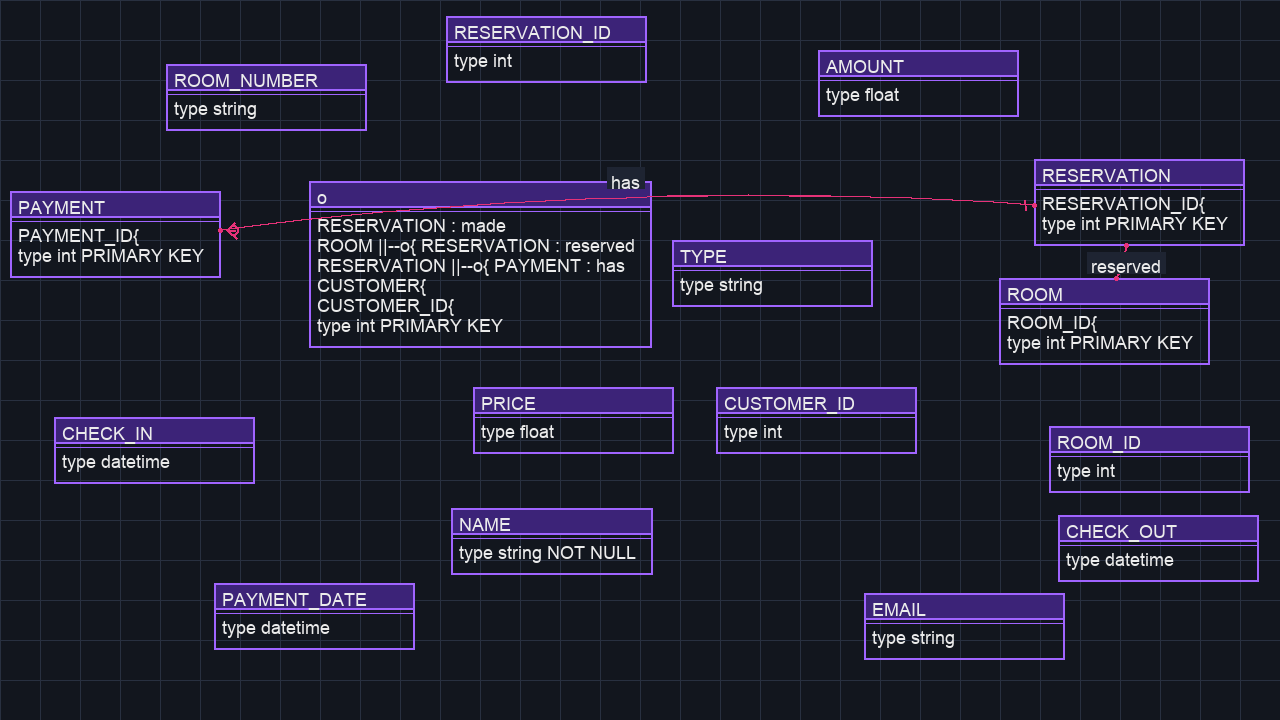 RESERVATION_ID
type int
AMOUNT
type float
ROOM_NUMBER
type string
has
RESERVATION
RESERVATION_ID{
type int PRIMARY KEY
PAYMENT
PAYMENT_ID{
type int PRIMARY KEY
o
RESERVATION : made
ROOM ||--o{ RESERVATION : reserved
RESERVATION ||--o{ PAYMENT : has
CUSTOMER{
CUSTOMER_ID{
type int PRIMARY KEY
TYPE
type string
reserved
ROOM
ROOM_ID{
type int PRIMARY KEY
PRICE
type float
CUSTOMER_ID
type int
CHECK_IN
type datetime
ROOM_ID
type int
NAME
type string NOT NULL
CHECK_OUT
type datetime
PAYMENT_DATE
type datetime
EMAIL
type string